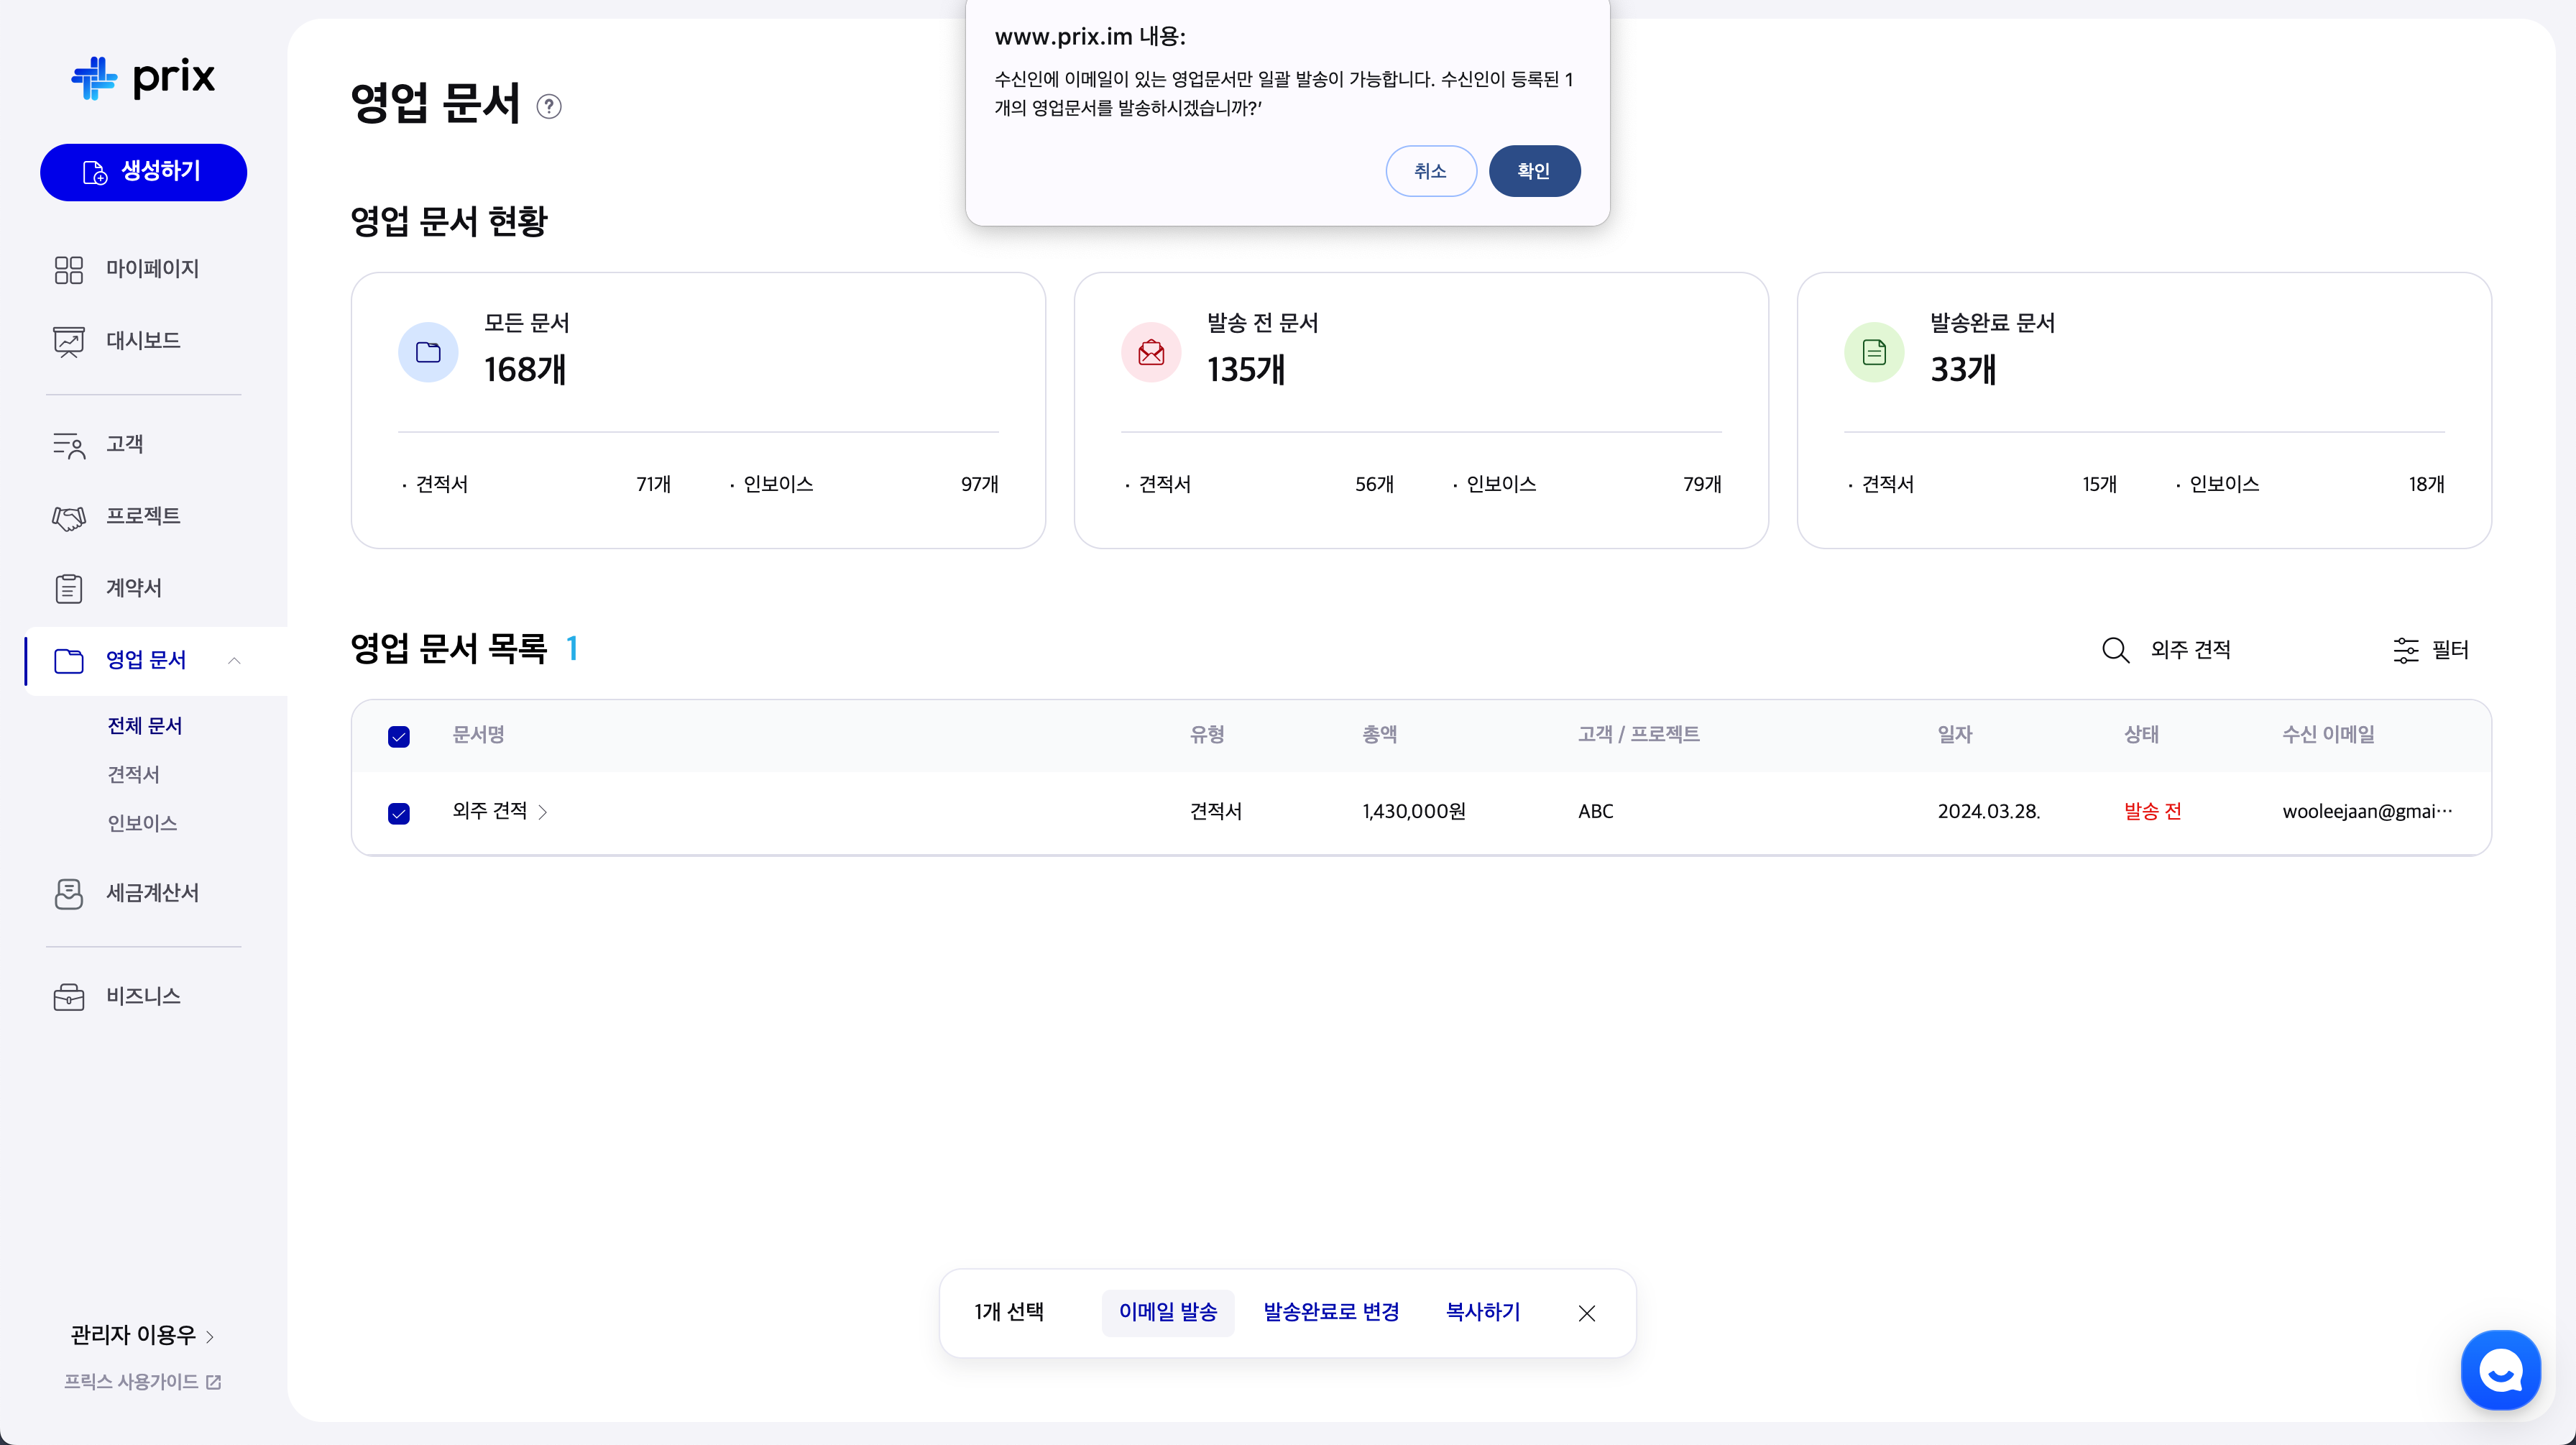 www.prix.im 내용:
수신인에 이메일이 있는 영업문서만 일괄 발송이 가능합니다. 수신인이 등록된 1
개의 영업문서를 발송하시겠습니까?'
취소
확인
prix
생성하기
마이페이지
대시보드
고객
프로젝트
계약서
영업 문서
전체 문서
견적서
인보이스
세금계산서
비즈니스
관리자 이용우
프릭스 사용가이드
영업 문서 ?
영업 문서 현황
모든 문서
168개
· 견적서 71개 · 인보이스 97개
발송 전 문서
135개
· 견적서 56개 · 인보이스 79개
발송완료 문서
33개
· 견적서 15개 · 인보이스 18개
영업 문서 목록 1
외주 견적
필터
문서명 유형 총액 고객 / 프로젝트 일자 상태 수신 이메일
외주 견적 견적서 1,430,000원 ABC 2024.03.28. 발송 전 wooleejaan@gmai···
1개 선택 이메일 발송 발송완료로 변경 복사하기